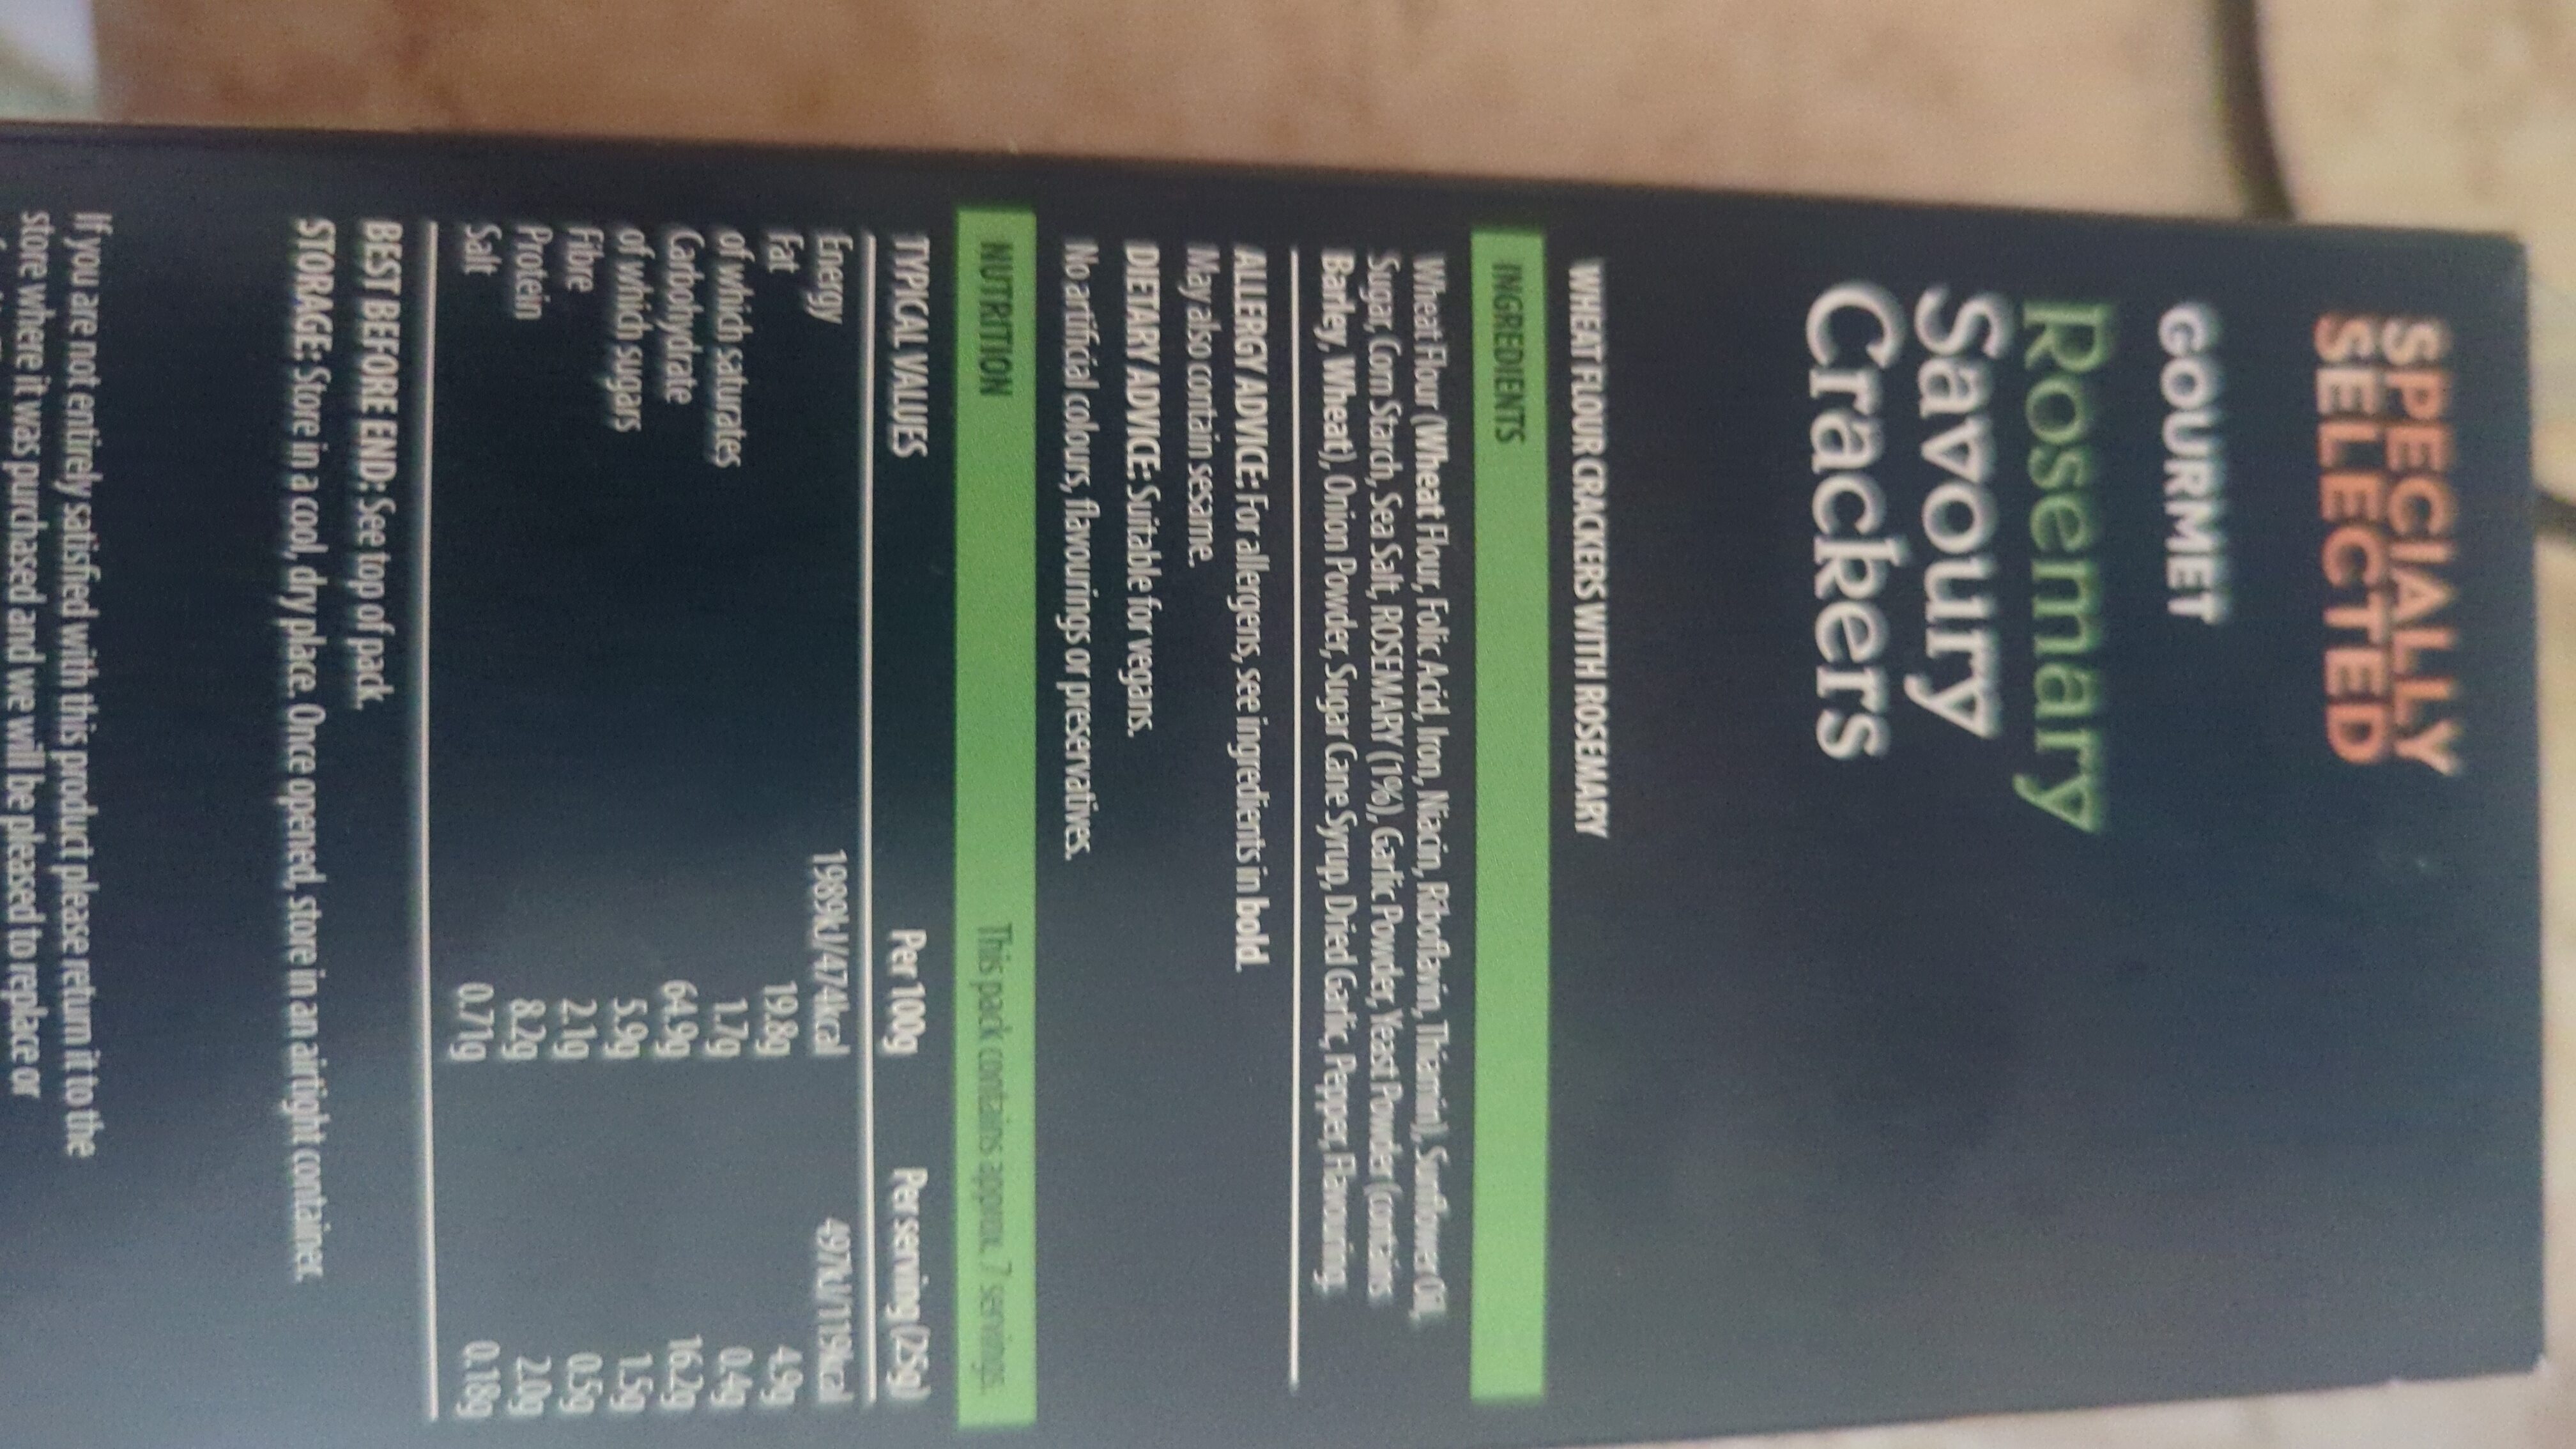 SPECIALLY
SELECTED
GOURMET
Rosemary
Savoury
Crackers
WHEAT FLOUR CRACKERS WITH ROSEMARY
INGREDIENTS
Wheat Flour (Wheat Flour, Folic Acid, Iron, Niacin, Riboflavin, Thiamin), Sunflower Oil,
Sugar, Corn Starch, Sea Salt, ROSEMARY (1%), Garlic Powder, Yeast Powder (contains
Barley, Wheat), Onion Powder, Sugar Cane Syrup, Dried Garlic, Pepper, Flavouring.
ALLERGY ADVICE: For allergens, see ingredients in bold.
May also contain sesame.
DIETARY ADVICE: Suitable for vegans.
No artificial colours, flavourings or preservatives.
NUTRITION This pack contains approx. 7 servings.
TYPICAL VALUES Per 100g Per serving (25g)
Energy 1989kJ/474kcal 497kJ/119kcal
Fat 19.8g 4.9g
of which saturates 1.7g 0.4g
Carbohydrate 64.9g 16.2g
of which sugars 5.9g 1.5g
Fibre 2.1g 0.5g
Protein 8.2g 2.0g
Salt 0.71g 0.18g
BEST BEFORE END: See top of pack.
STORAGE: Store in a cool, dry place. Once opened, store in an airtight container.
If you are not entirely satisfied with this product please return it to the
store where it was purchased and we will be pleased to replace or